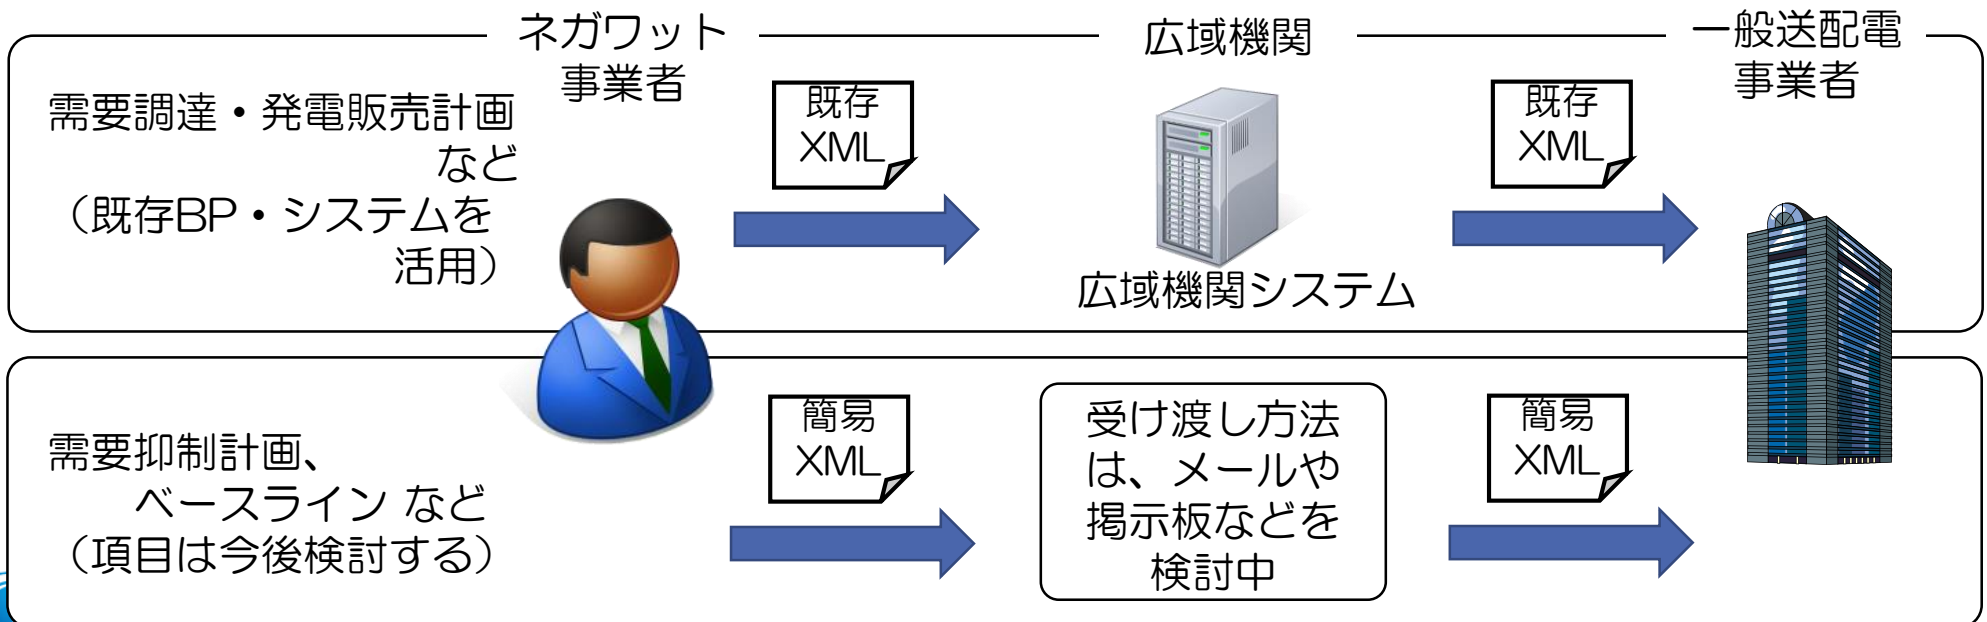 ネガワット
事業者
広域機関
一般送配電
事業者
需要調達・発電販売計画
など
（既存BP・システムを
活用）
既存
XML
広域機関システム
既存
XML
需要抑制計画、
ベースライン など
（項目は今後検討する）
簡易
XML
受け渡し方法
は、メールや
掲示板などを
検討中
簡易
XML